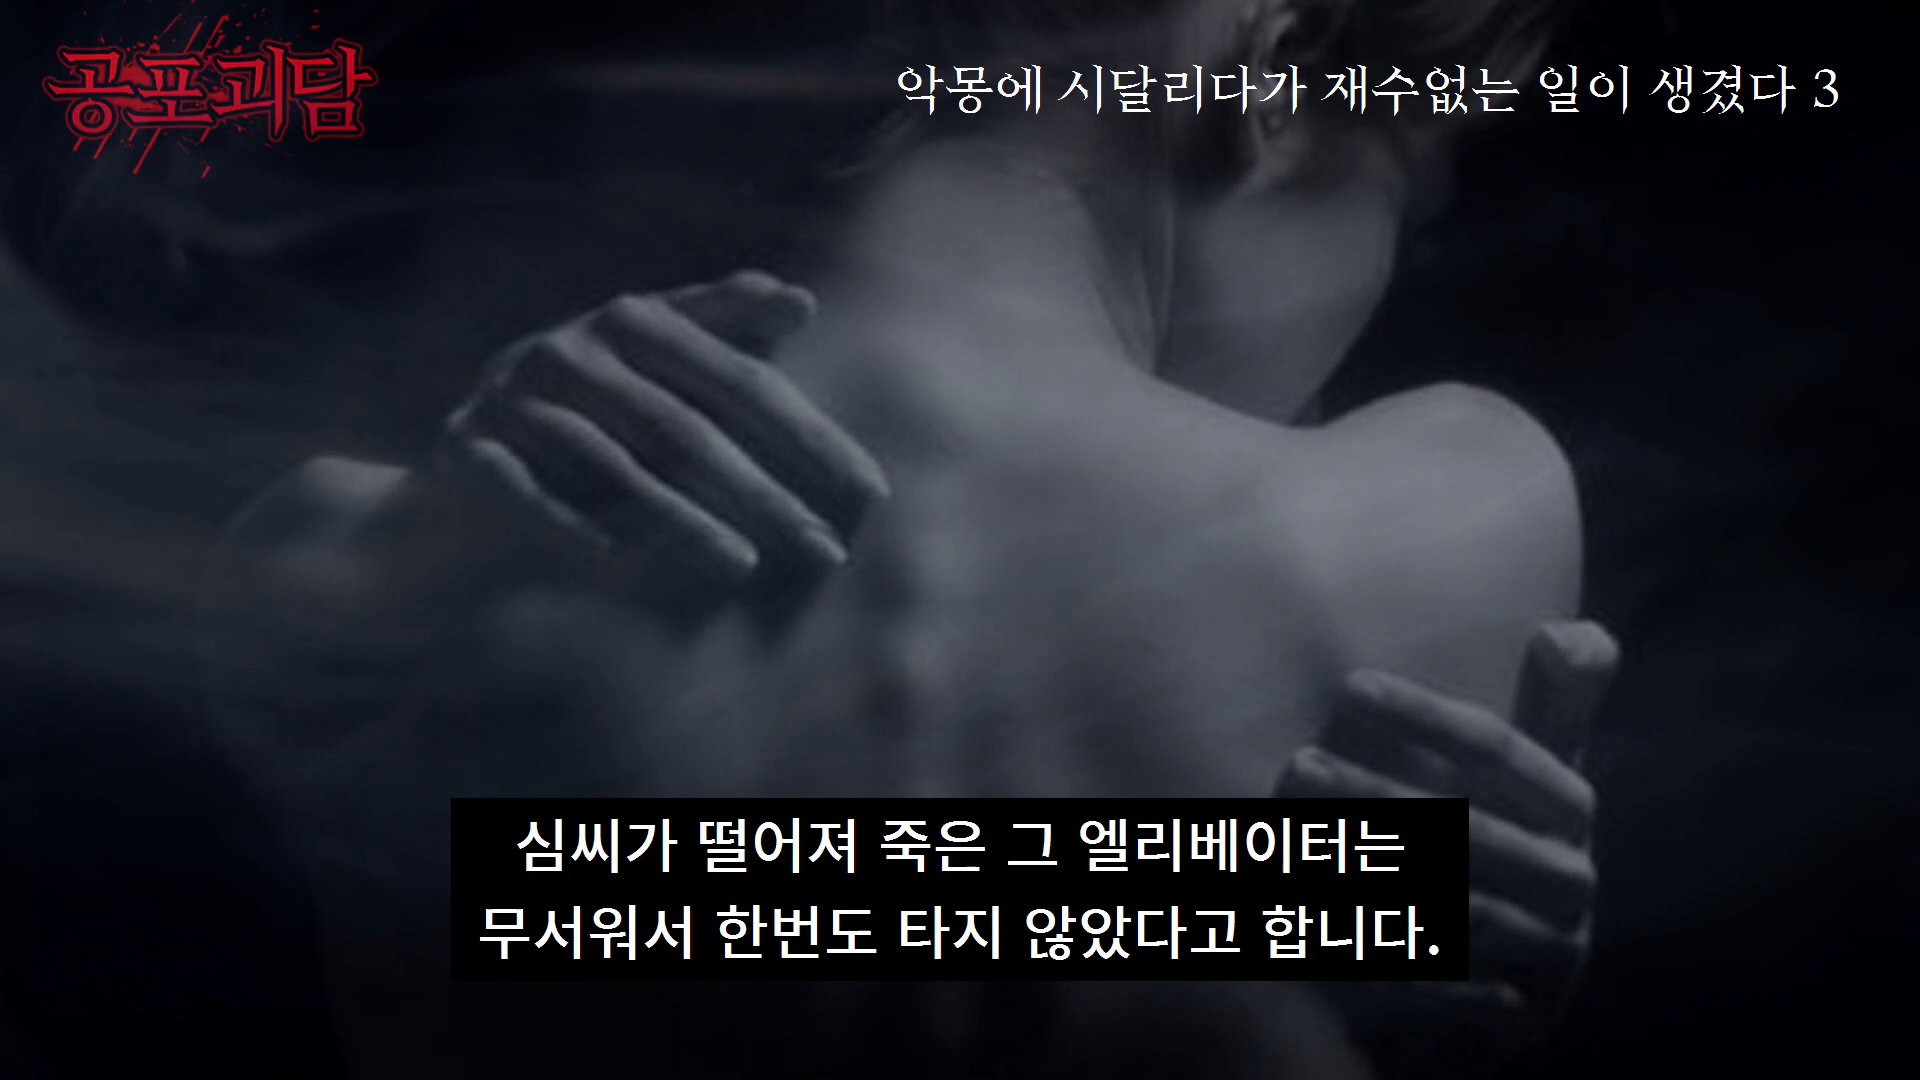 공포괴담
악몽에 시달리다가 재수없는 일이 생겼다 3
심씨가 떨어져 죽은 그 엘리베이터는
무서워서 한번도 타지 않았다고 합니다.